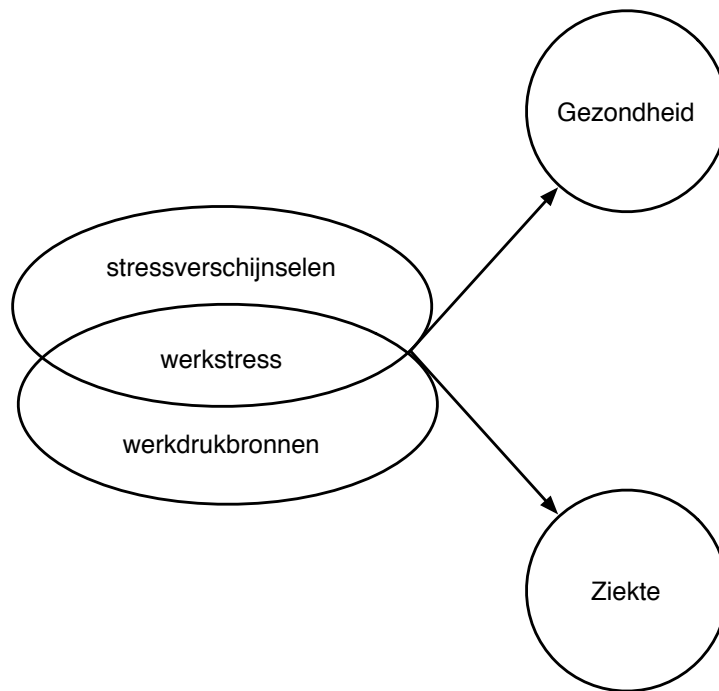 Gezondheid
stressverschijnselen
werkstress
werkdrukbronnen
Ziekte